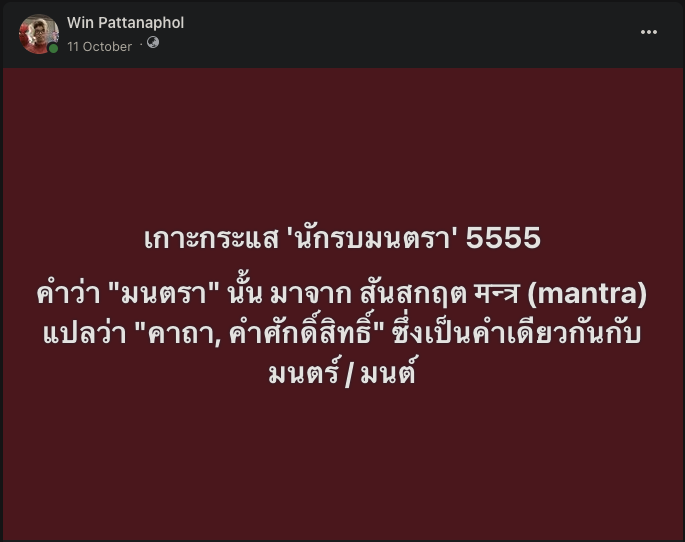 Win Pattanaphol
11 October ·
เกาะกระแส 'นักรบมนตรา' 5555
คำว่า "มนตรา" นั้น มาจาก สันสกฤต मन्त्र (mantra)
แปลว่า "คาถา, คำศักดิ์สิทธิ์" ซึ่งเป็นคำเดียวกันกับ
มนตร์ / มนต์